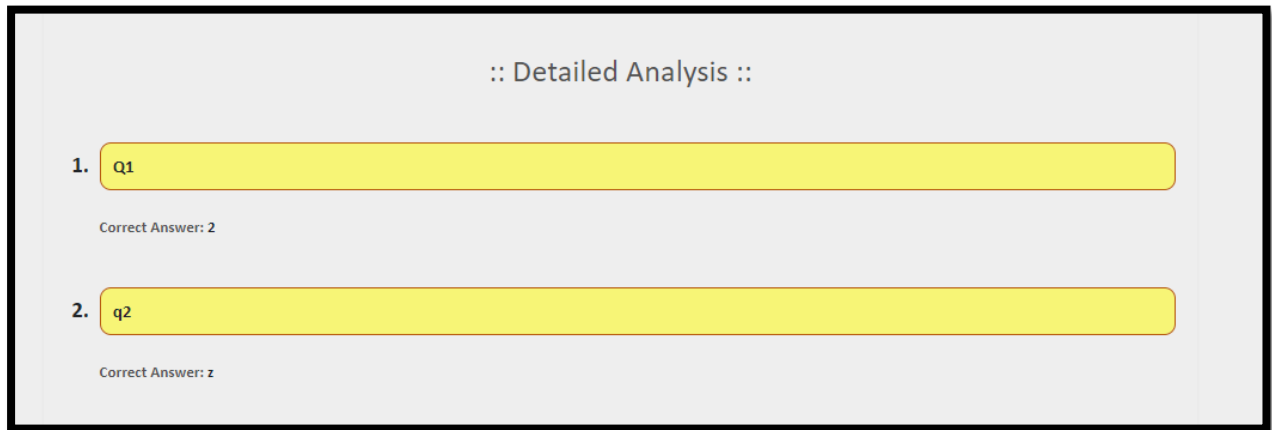 :: Detailed Analysis ::
1. Q1
Correct Answer: 2
2. q2
Correct Answer: z